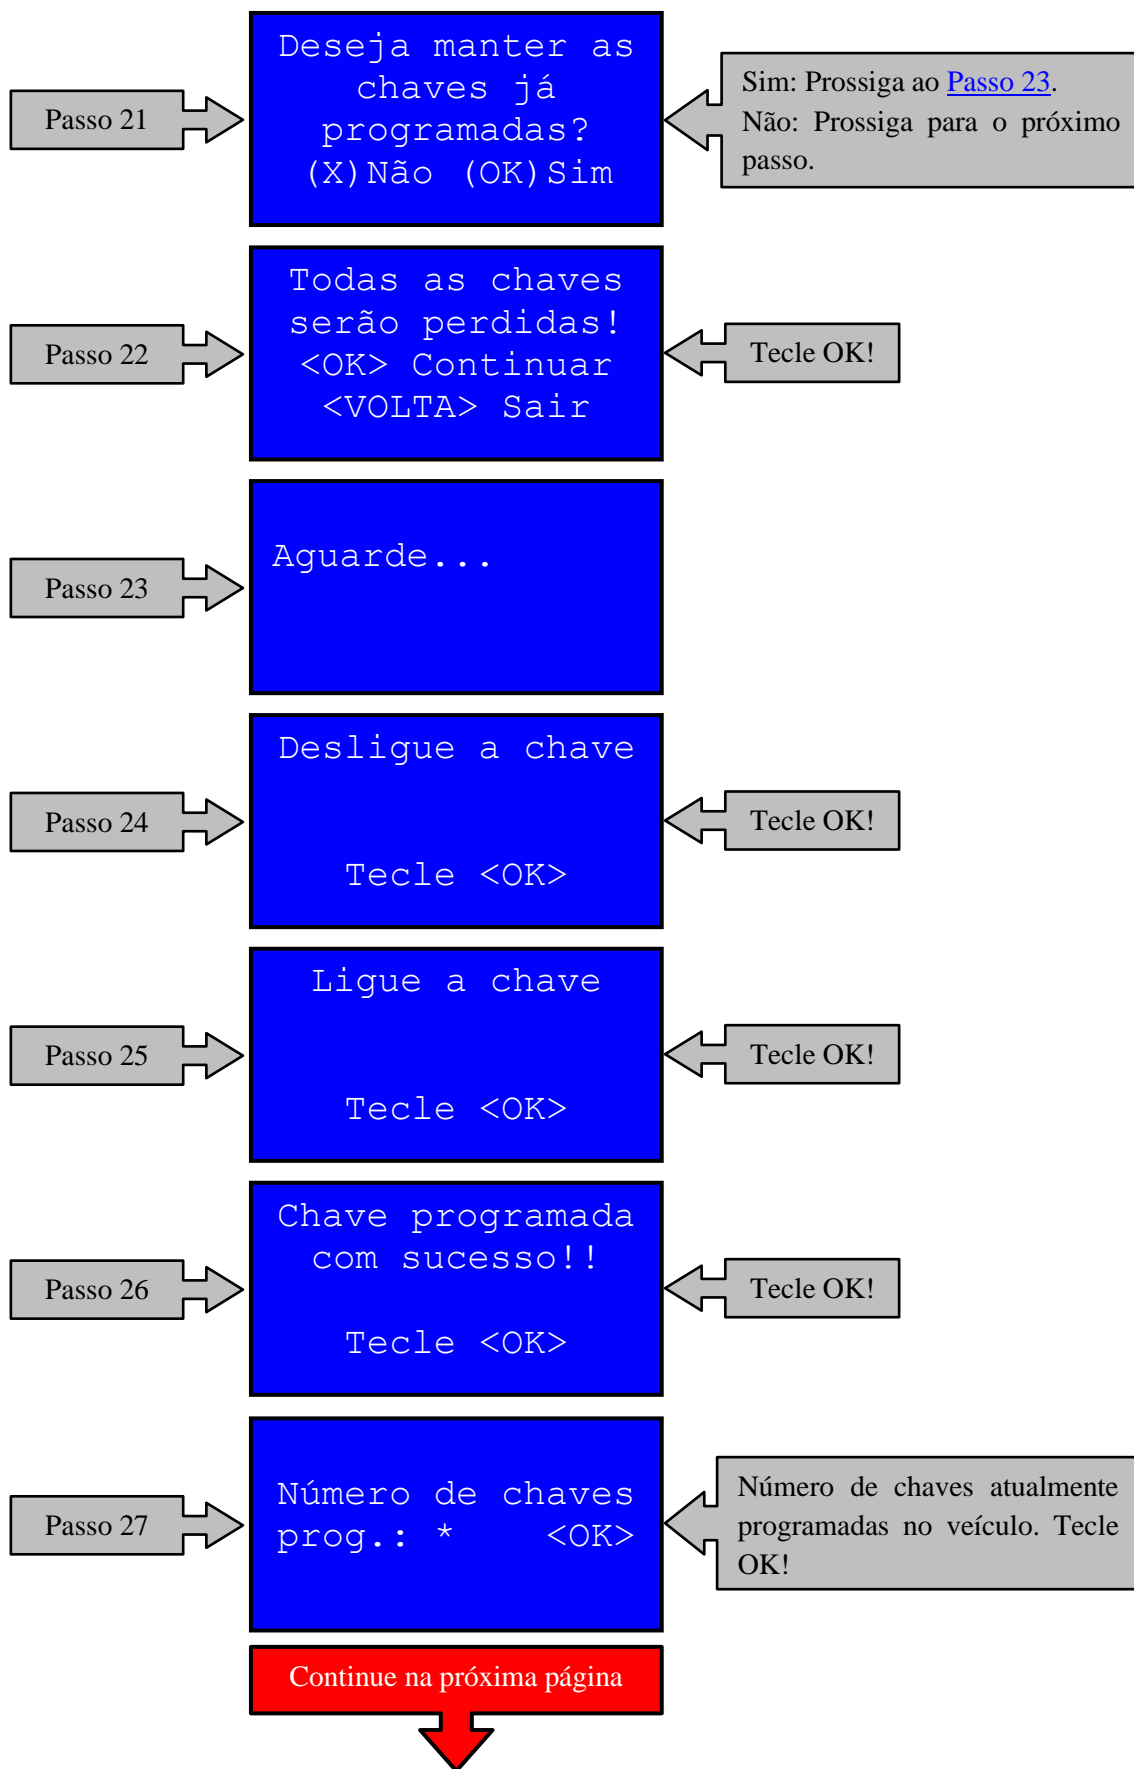 Passo 21
Deseja manter as
chaves já
programadas?
(X)Não (OK)Sim
Sim: Prossiga ao Passo 23.
Não: Prossiga para o próximo
passo.
Passo 22
Todas as chaves
serão perdidas!
<OK> Continuar
<VOLTA> Sair
Tecle OK!
Passo 23
Aguarde...
Passo 24
Desligue a chave
Tecle <OK>
Tecle OK!
Passo 25
Ligue a chave
Tecle <OK>
Tecle OK!
Passo 26
Chave programada
com sucesso!!
Tecle <OK>
Tecle OK!
Passo 27
Número de chaves
prog.: * <OK>
Número de chaves atualmente
programadas no veículo. Tecle
OK!
Continue na próxima página